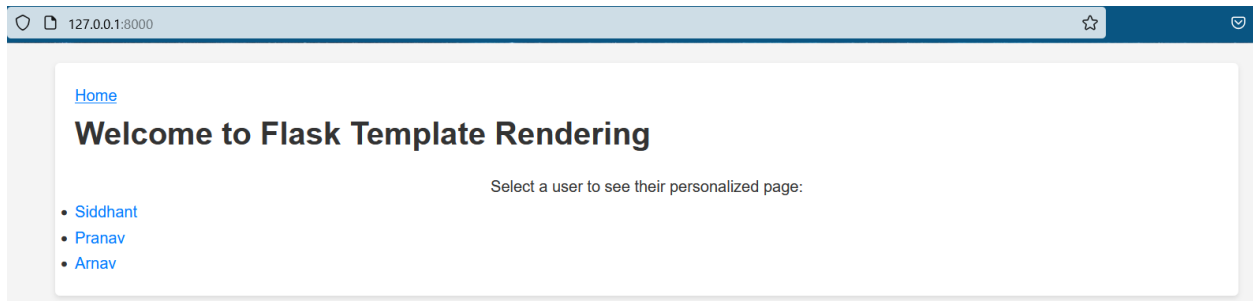 127.0.0.1:8000
Home
Welcome to Flask Template Rendering
Select a user to see their personalized page:
• Siddhant
• Pranav
• Arnav